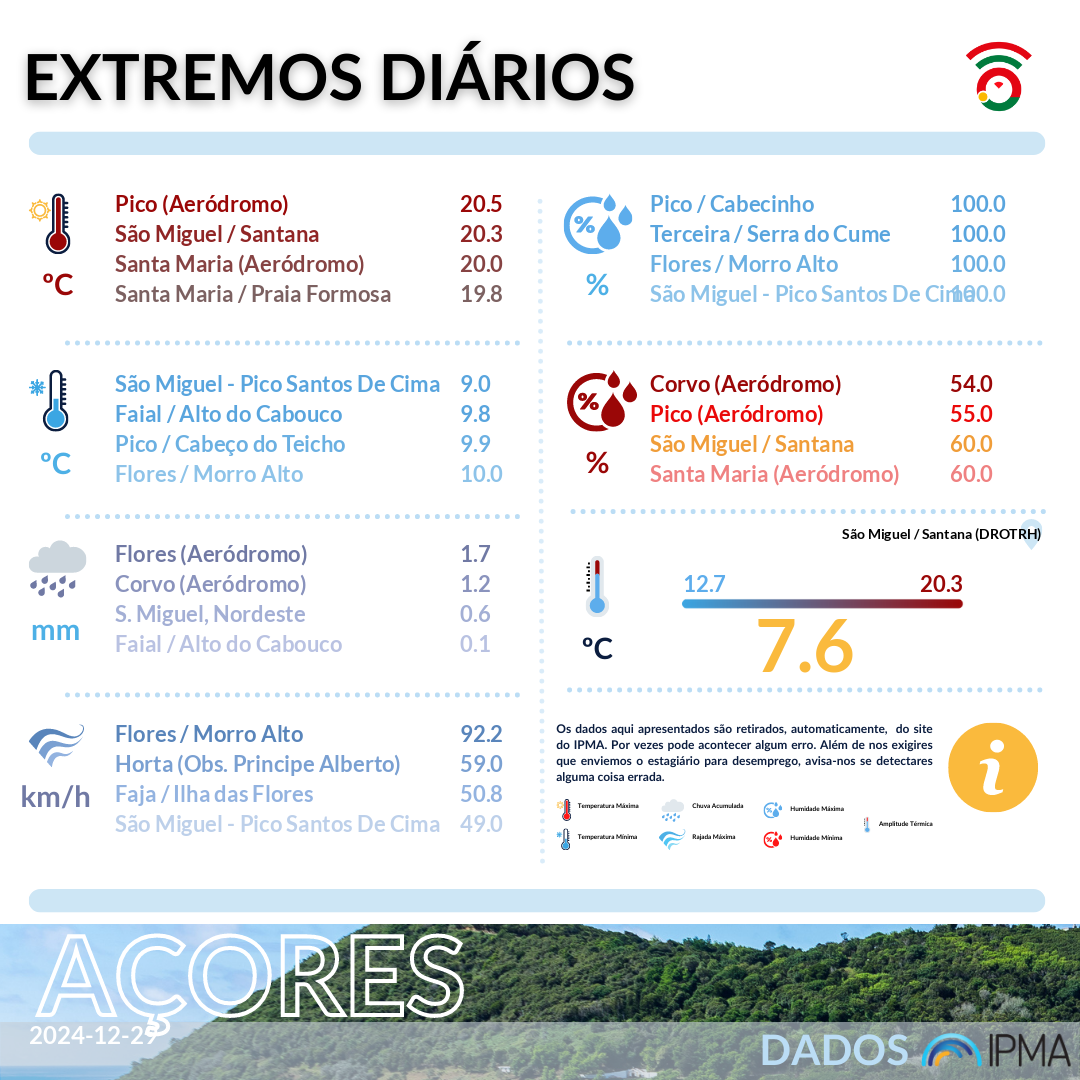 EXTREMOS DIÁRIOS
Pico (Aeródromo) 20.5
São Miguel / Santana 20.3
Santa Maria (Aeródromo) 20.0
Santa Maria / Praia Formosa 19.8
ºC
São Miguel - Pico Santos De Cima 9.0
Faial / Alto do Cabouco 9.8
Pico / Cabeço do Teicho 9.9
Flores / Morro Alto 10.0
ºC
Flores (Aeródromo) 1.7
Corvo (Aeródromo) 1.2
S. Miguel, Nordeste 0.6
Faial / Alto do Cabouco 0.1
mm
Flores / Morro Alto 92.2
Horta (Obs. Principe Alberto) 59.0
Faja / Ilha das Flores 50.8
São Miguel - Pico Santos De Cima 49.0
km/h
%
Pico / Cabecinho 100.0
Terceira / Serra do Cume 100.0
Flores / Morro Alto 100.0
São Miguel - Pico Santos De Cima 100.0
%
%
Corvo (Aeródromo) 54.0
Pico (Aeródromo) 55.0
São Miguel / Santana 60.0
Santa Maria (Aeródromo) 60.0
%
São Miguel / Santana (DROTRH)
12.7 20.3
7.6
ºC
Os dados aqui apresentados são retirados, automaticamente, do site
do IPMA. Por vezes pode acontecer algum erro. Além de nos exigires
que enviemos o estagiário para desemprego, avisa-nos se detectares
alguma coisa errada.
i
Temperatura Máxima Chuva Acumulada Humidade Máxima
Amplitude Térmica
Temperatura Mínima Rajada Máxima Humidade Mínima
AÇORES
2024-12-29
DADOS IPMA